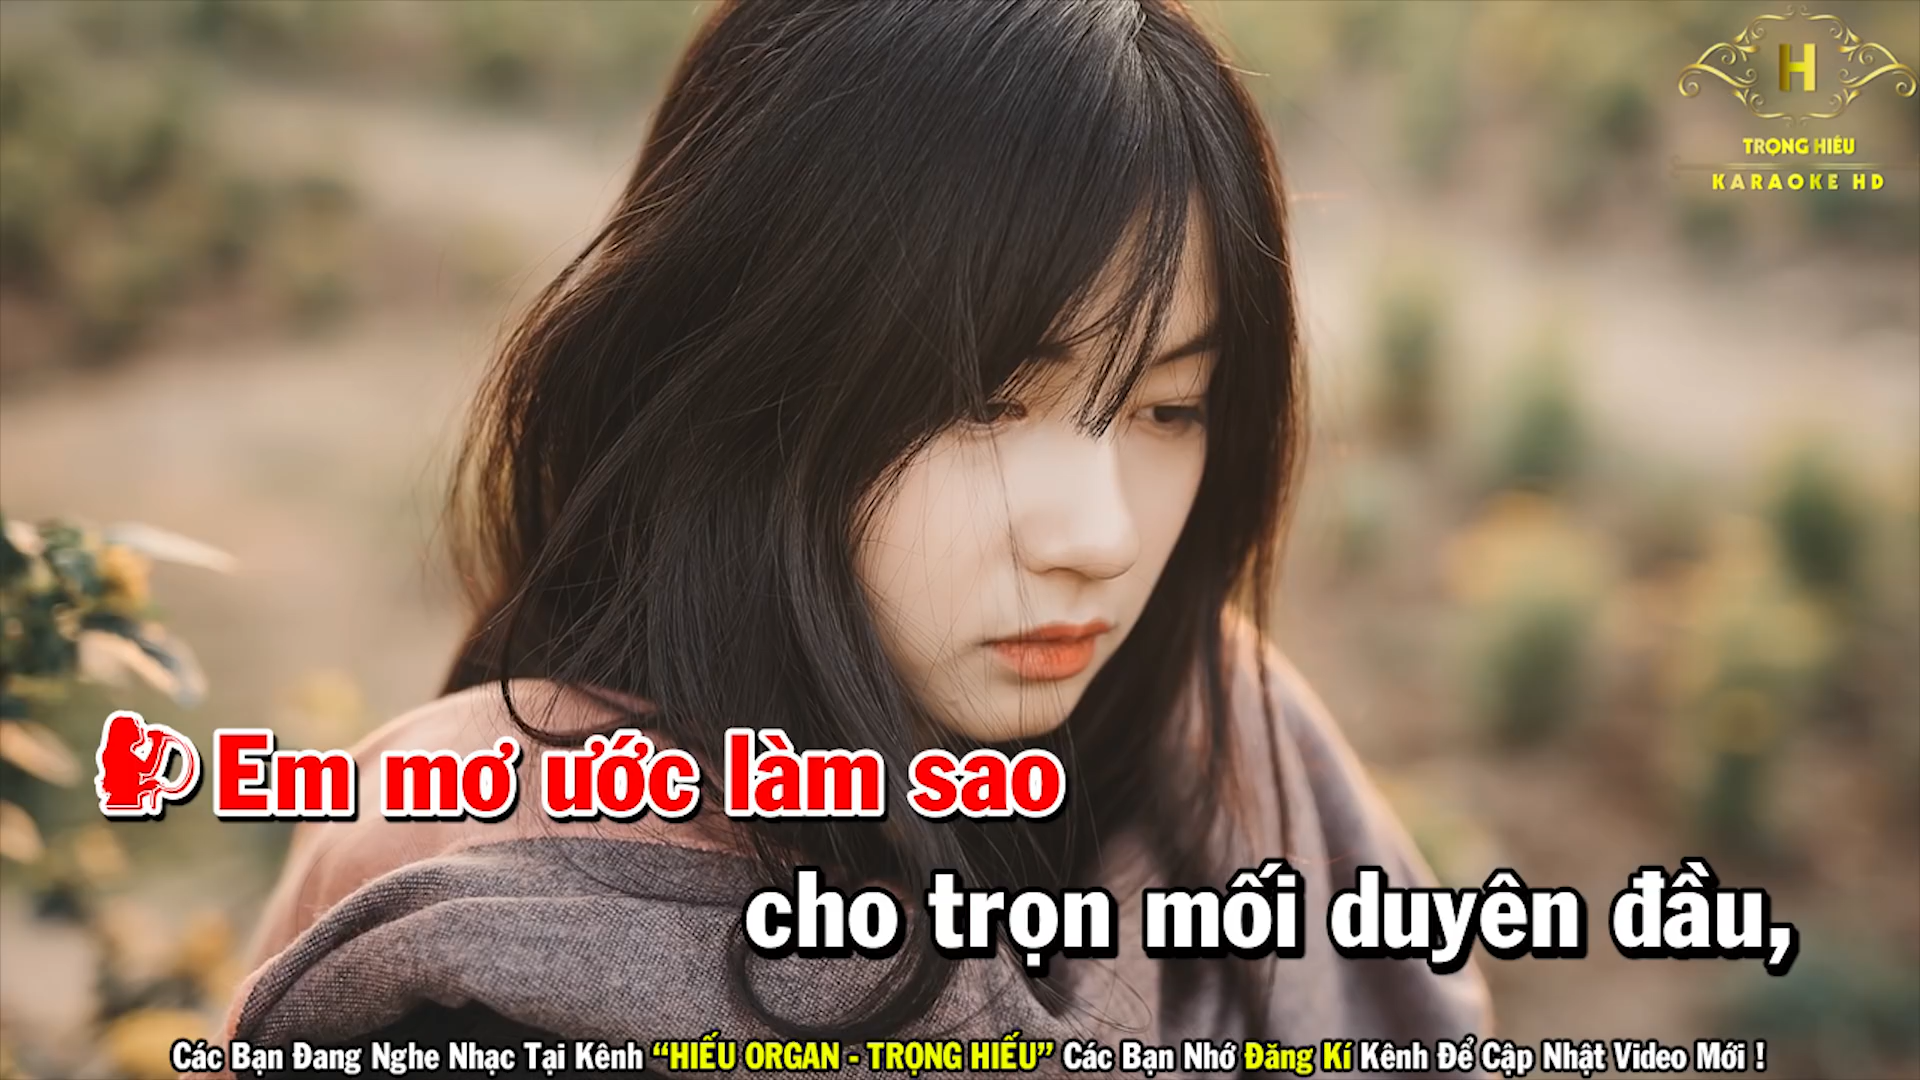 H
TRỌNG HIẾU
KARAOKE HD
Em mơ ước làm sao
cho trọn mối duyên đầu,
Các Bạn Đang Nghe Nhạc Tại Kênh “HIẾU ORGAN - TRỌNG HIẾU” Các Bạn Nhớ Đăng Kí Kênh Để Cập Nhật Video Mới !